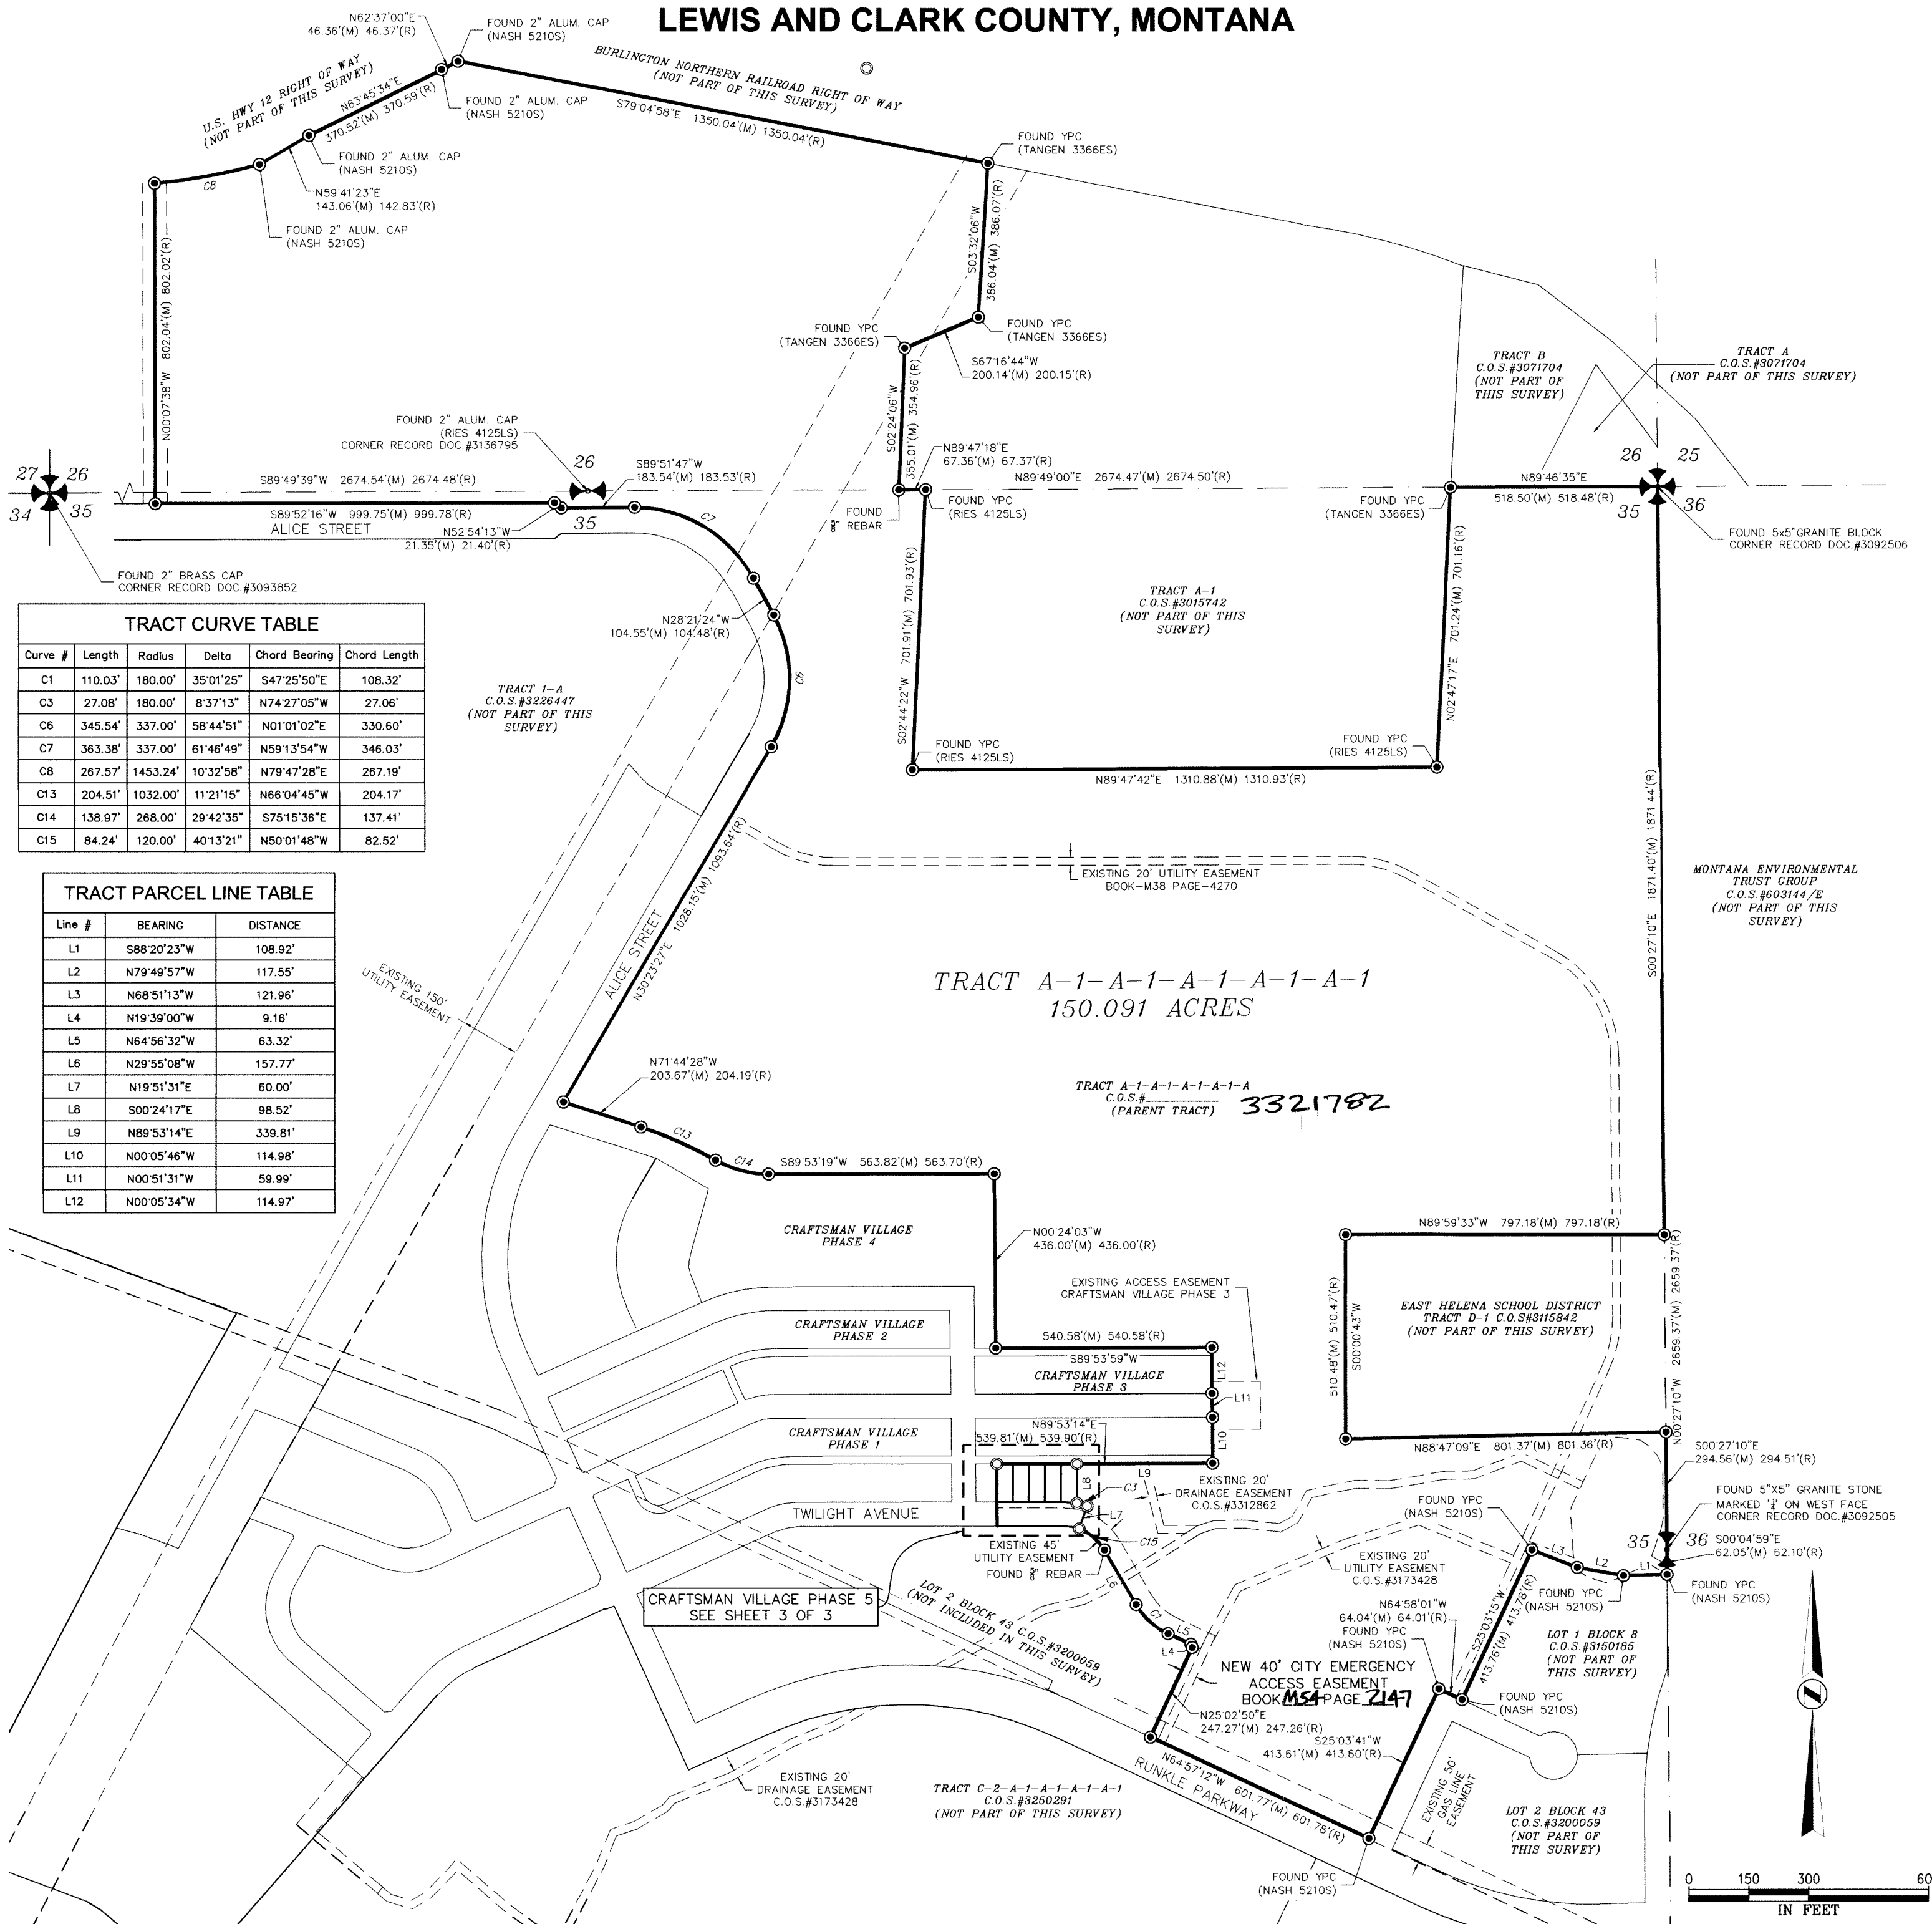 LEWIS AND CLARK COUNTY, MONTANA
N62°37'00"E
46.36'(M) 46.37'(R)
FOUND 2" ALUM. CAP
(NASH 5210S)
U.S. HWY 12 RIGHT OF WAY
(NOT PART OF THIS SURVEY)
N63°45'34"E
370.52'(M) 370.59'(R)
FOUND 2" ALUM. CAP
(NASH 5210S)
BURLINGTON NORTHERN RAILROAD RIGHT OF WAY
(NOT PART OF THIS SURVEY)
S79°04'58"E 1350.04'(M) 1350.04'(R)
FOUND YPC
(TANGEN 3366ES)
FOUND 2" ALUM. CAP
(NASH 5210S)
C8
N59°41'23"E
143.06'(M) 142.83'(R)
FOUND 2" ALUM. CAP
(NASH 5210S)
N00°07'38"W 802.04'(M) 802.02'(R)
S03°32'06"W
386.04'(M) 386.07'(R)
FOUND YPC
(TANGEN 3366ES)
FOUND YPC
(TANGEN 3366ES)
S67°16'44"W
200.14'(M) 200.15'(R)
S02°24'06"W
355.01'(M) 354.96'(R)
TRACT B
C.O.S.#3071704
(NOT PART OF
THIS SURVEY)
TRACT A
C.O.S.#3071704
(NOT PART OF THIS SURVEY)
FOUND 2" ALUM. CAP
(RIES 4125LS)
CORNER RECORD DOC.#3136795
27 26
34 35
26
35
S89°49'39"W 2674.54'(M) 2674.48'(R)
S89°51'47"W
183.54'(M) 183.53'(R)
N89°47'18"E
67.36'(M) 67.37'(R)
N89°49'00"E 2674.47'(M) 2674.50'(R)
N89°46'35"E
518.50'(M) 518.48'(R)
26 25
35 36
S89°52'16"W 999.75'(M) 999.78'(R)
ALICE STREET
N52°54'13"W
21.35'(M) 21.40'(R)
C7
FOUND
⅝" REBAR
FOUND YPC
(RIES 4125LS)
FOUND YPC
(TANGEN 3366ES)
FOUND 5x5"GRANITE BLOCK
CORNER RECORD DOC.#3092506
FOUND 2" BRASS CAP
CORNER RECORD DOC.#3093852
N28°21'24"W
104.55'(M) 104.48'(R)
C6
TRACT A-1
C.O.S.#3015742
(NOT PART OF THIS
SURVEY)
S02°44'22"W 701.91'(M) 701.93'(R)
N02°47'17"E 701.24'(M) 701.16'(R)
TRACT CURVE TABLE
Curve # Length Radius Delta Chord Bearing Chord Length
C1 110.03' 180.00' 35°01'25" S47°25'50"E 108.32'
C3 27.08' 180.00' 8°37'13" N74°27'05"W 27.06'
C6 345.54' 337.00' 58°44'51" N01°01'02"E 330.60'
C7 363.38' 337.00' 61°46'49" N59°13'54"W 346.03'
C8 267.57' 1453.24' 10°32'58" N79°47'28"E 267.19'
C13 204.51' 1032.00' 11°21'15" N66°04'45"W 204.17'
C14 138.97' 268.00' 29°42'35" S75°15'36"E 137.41'
C15 84.24' 120.00' 40°13'21" N50°01'48"W 82.52'
TRACT 1-A
C.O.S.#3226447
(NOT PART OF THIS
SURVEY)
FOUND YPC
(RIES 4125LS)
FOUND YPC
(RIES 4125LS)
N89°47'42"E 1310.88'(M) 1310.93'(R)
S00°27'10"E 1871.40'(M) 1871.44'(R)
MONTANA ENVIRONMENTAL
TRUST GROUP
C.O.S.#603144/E
(NOT PART OF THIS
SURVEY)
EXISTING 20' UTILITY EASEMENT
BOOK-M38 PAGE-4270
TRACT PARCEL LINE TABLE
Line # BEARING DISTANCE
L1 S88°20'23"W 108.92'
L2 N79°49'57"W 117.55'
L3 N68°51'13"W 121.96'
L4 N19°39'00"W 9.16'
L5 N64°56'32"W 63.32'
L6 N29°55'08"W 157.77'
L7 N19°51'31"E 60.00'
L8 S00°24'17"E 98.52'
L9 N89°53'14"E 339.81'
L10 N00°05'46"W 114.98'
L11 N00°51'31"W 59.99'
L12 N00°05'34"W 114.97'
EXISTING 150'
UTILITY EASEMENT
ALICE STREET
N30°23'27"E 1028.15'(M) 1093.64'(R)
TRACT A-1-A-1-A-1-A-1-A-1
150.091 ACRES
N71°44'28"W
203.67'(M) 204.19'(R)
TRACT A-1-A-1-A-1-A-1-A
C.O.S.#__________
(PARENT TRACT) 3321782
C13
C14
S89°53'19"W 563.82'(M) 563.70'(R)
CRAFTSMAN VILLAGE
PHASE 4
N00°24'03"W
436.00'(M) 436.00'(R)
N89°59'33"W 797.18'(M) 797.18'(R)
N00°27'10"W 2659.37'(M) 2659.37'(R)
EXISTING ACCESS EASEMENT
CRAFTSMAN VILLAGE PHASE 3
510.48'(M) 510.47'(R)
S00°00'43"W
EAST HELENA SCHOOL DISTRICT
TRACT D-1 C.O.S#3115842
(NOT PART OF THIS SURVEY)
CRAFTSMAN VILLAGE
PHASE 2
540.58'(M) 540.58'(R)
S89°53'59"W
CRAFTSMAN VILLAGE
PHASE 3
L12
L11
L10
CRAFTSMAN VILLAGE
PHASE 1
N89°53'14"E
539.81'(M) 539.90'(R)
N88°47'09"E 801.37'(M) 801.36'(R)
S00°27'10"E
294.56'(M) 294.51'(R)
L9
L8
C3
L7
C15
EXISTING 20'
DRAINAGE EASEMENT
C.O.S.#3312862
FOUND 5"X5" GRANITE STONE
MARKED '¼' ON WEST FACE
CORNER RECORD DOC.#3092505
FOUND YPC
(NASH 5210S)
TWILIGHT AVENUE
EXISTING 45'
UTILITY EASEMENT
FOUND ⅝" REBAR
35 36
S00°04'59"E
62.05'(M) 62.10'(R)
L3
L2
L1
EXISTING 20'
UTILITY EASEMENT
C.O.S.#3173428
FOUND YPC
(NASH 5210S)
FOUND YPC
(NASH 5210S)
CRAFTSMAN VILLAGE PHASE 5
SEE SHEET 3 OF 3
LOT 2 BLOCK 43 C.O.S.#3200059
(NOT INCLUDED IN THIS SURVEY)
L6
C1
L5
L4
N64°58'01"W
64.04'(M) 64.01'(R)
FOUND YPC
(NASH 5210S)
S25°03'15"W
413.76'(M) 413.78'(R)
LOT 1 BLOCK 8
C.O.S.#3150185
(NOT PART OF
THIS SURVEY)
NEW 40' CITY EMERGENCY
ACCESS EASEMENT
BOOK M54 PAGE 2147
FOUND YPC
(NASH 5210S)
N25°02'50"E
247.27'(M) 247.26'(R)
S25°03'41"W
413.61'(M) 413.60'(R)
N64°57'12"W 601.77'(M) 601.78'(R)
RUNKLE PARKWAY
EXISTING 20'
DRAINAGE EASEMENT
C.O.S.#3173428
TRACT C-2-A-1-A-1-A-1-A-1
C.O.S.#3250291
(NOT PART OF THIS SURVEY)
EXISTING 50'
GAS LINE
EASEMENT
LOT 2 BLOCK 43
C.O.S.#3200059
(NOT PART OF
THIS SURVEY)
FOUND YPC
(NASH 5210S)
0 150 300 60
IN FEET